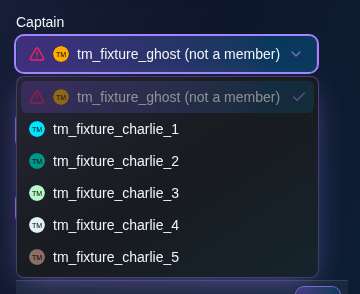 Captain
TM tm_fixture_ghost (not a member)
TM tm_fixture_ghost (not a member)
TM tm_fixture_charlie_1
TM tm_fixture_charlie_2
TM tm_fixture_charlie_3
TM tm_fixture_charlie_4
TM tm_fixture_charlie_5